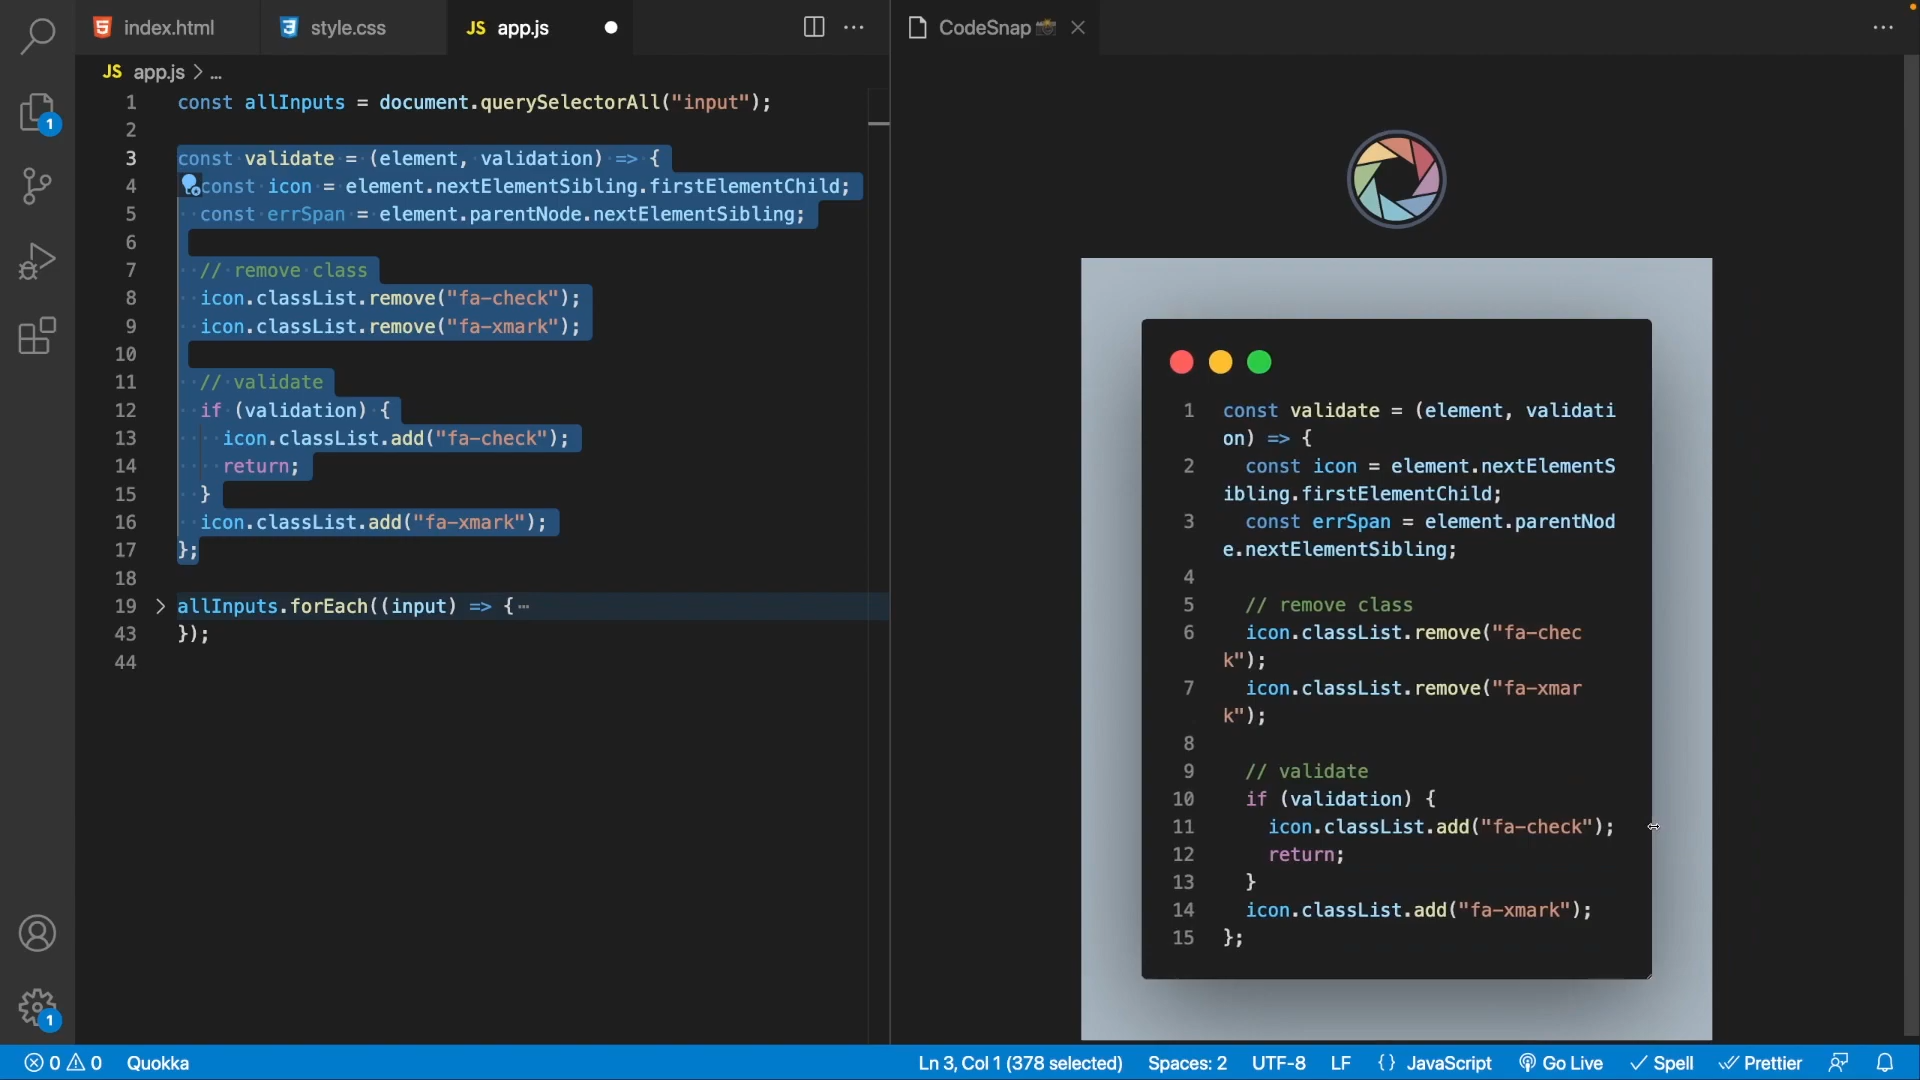 index.html
style.css
JS app.js
CodeSnap
JS app.js > ...
1 const allInputs = document.querySelectorAll("input");
2
3 const validate = (element, validation) => {
4 const icon = element.nextElementSibling.firstElementChild;
5 const errSpan = element.parentNode.nextElementSibling;
6
7 // remove class
8 icon.classList.remove("fa-check");
9 icon.classList.remove("fa-xmark");
10
11 // validate
12 if (validation) {
13 icon.classList.add("fa-check");
14 return;
15 }
16 icon.classList.add("fa-xmark");
17 };
18
19 allInputs.forEach((input) => {
43 });
44
1
1
1 const validate = (element, validati
on) => {
2 const icon = element.nextElementS
ibling.firstElementChild;
3 const errSpan = element.parentNod
e.nextElementSibling;
4
5 // remove class
6 icon.classList.remove("fa-chec
k");
7 icon.classList.remove("fa-xmar
k");
8
9 // validate
10 if (validation) {
11 icon.classList.add("fa-check");
12 return;
13 }
14 icon.classList.add("fa-xmark");
15 };
0 0 Quokka Ln 3, Col 1 (378 selected) Spaces: 2 UTF-8 LF {} JavaScript Go Live Spell Prettier